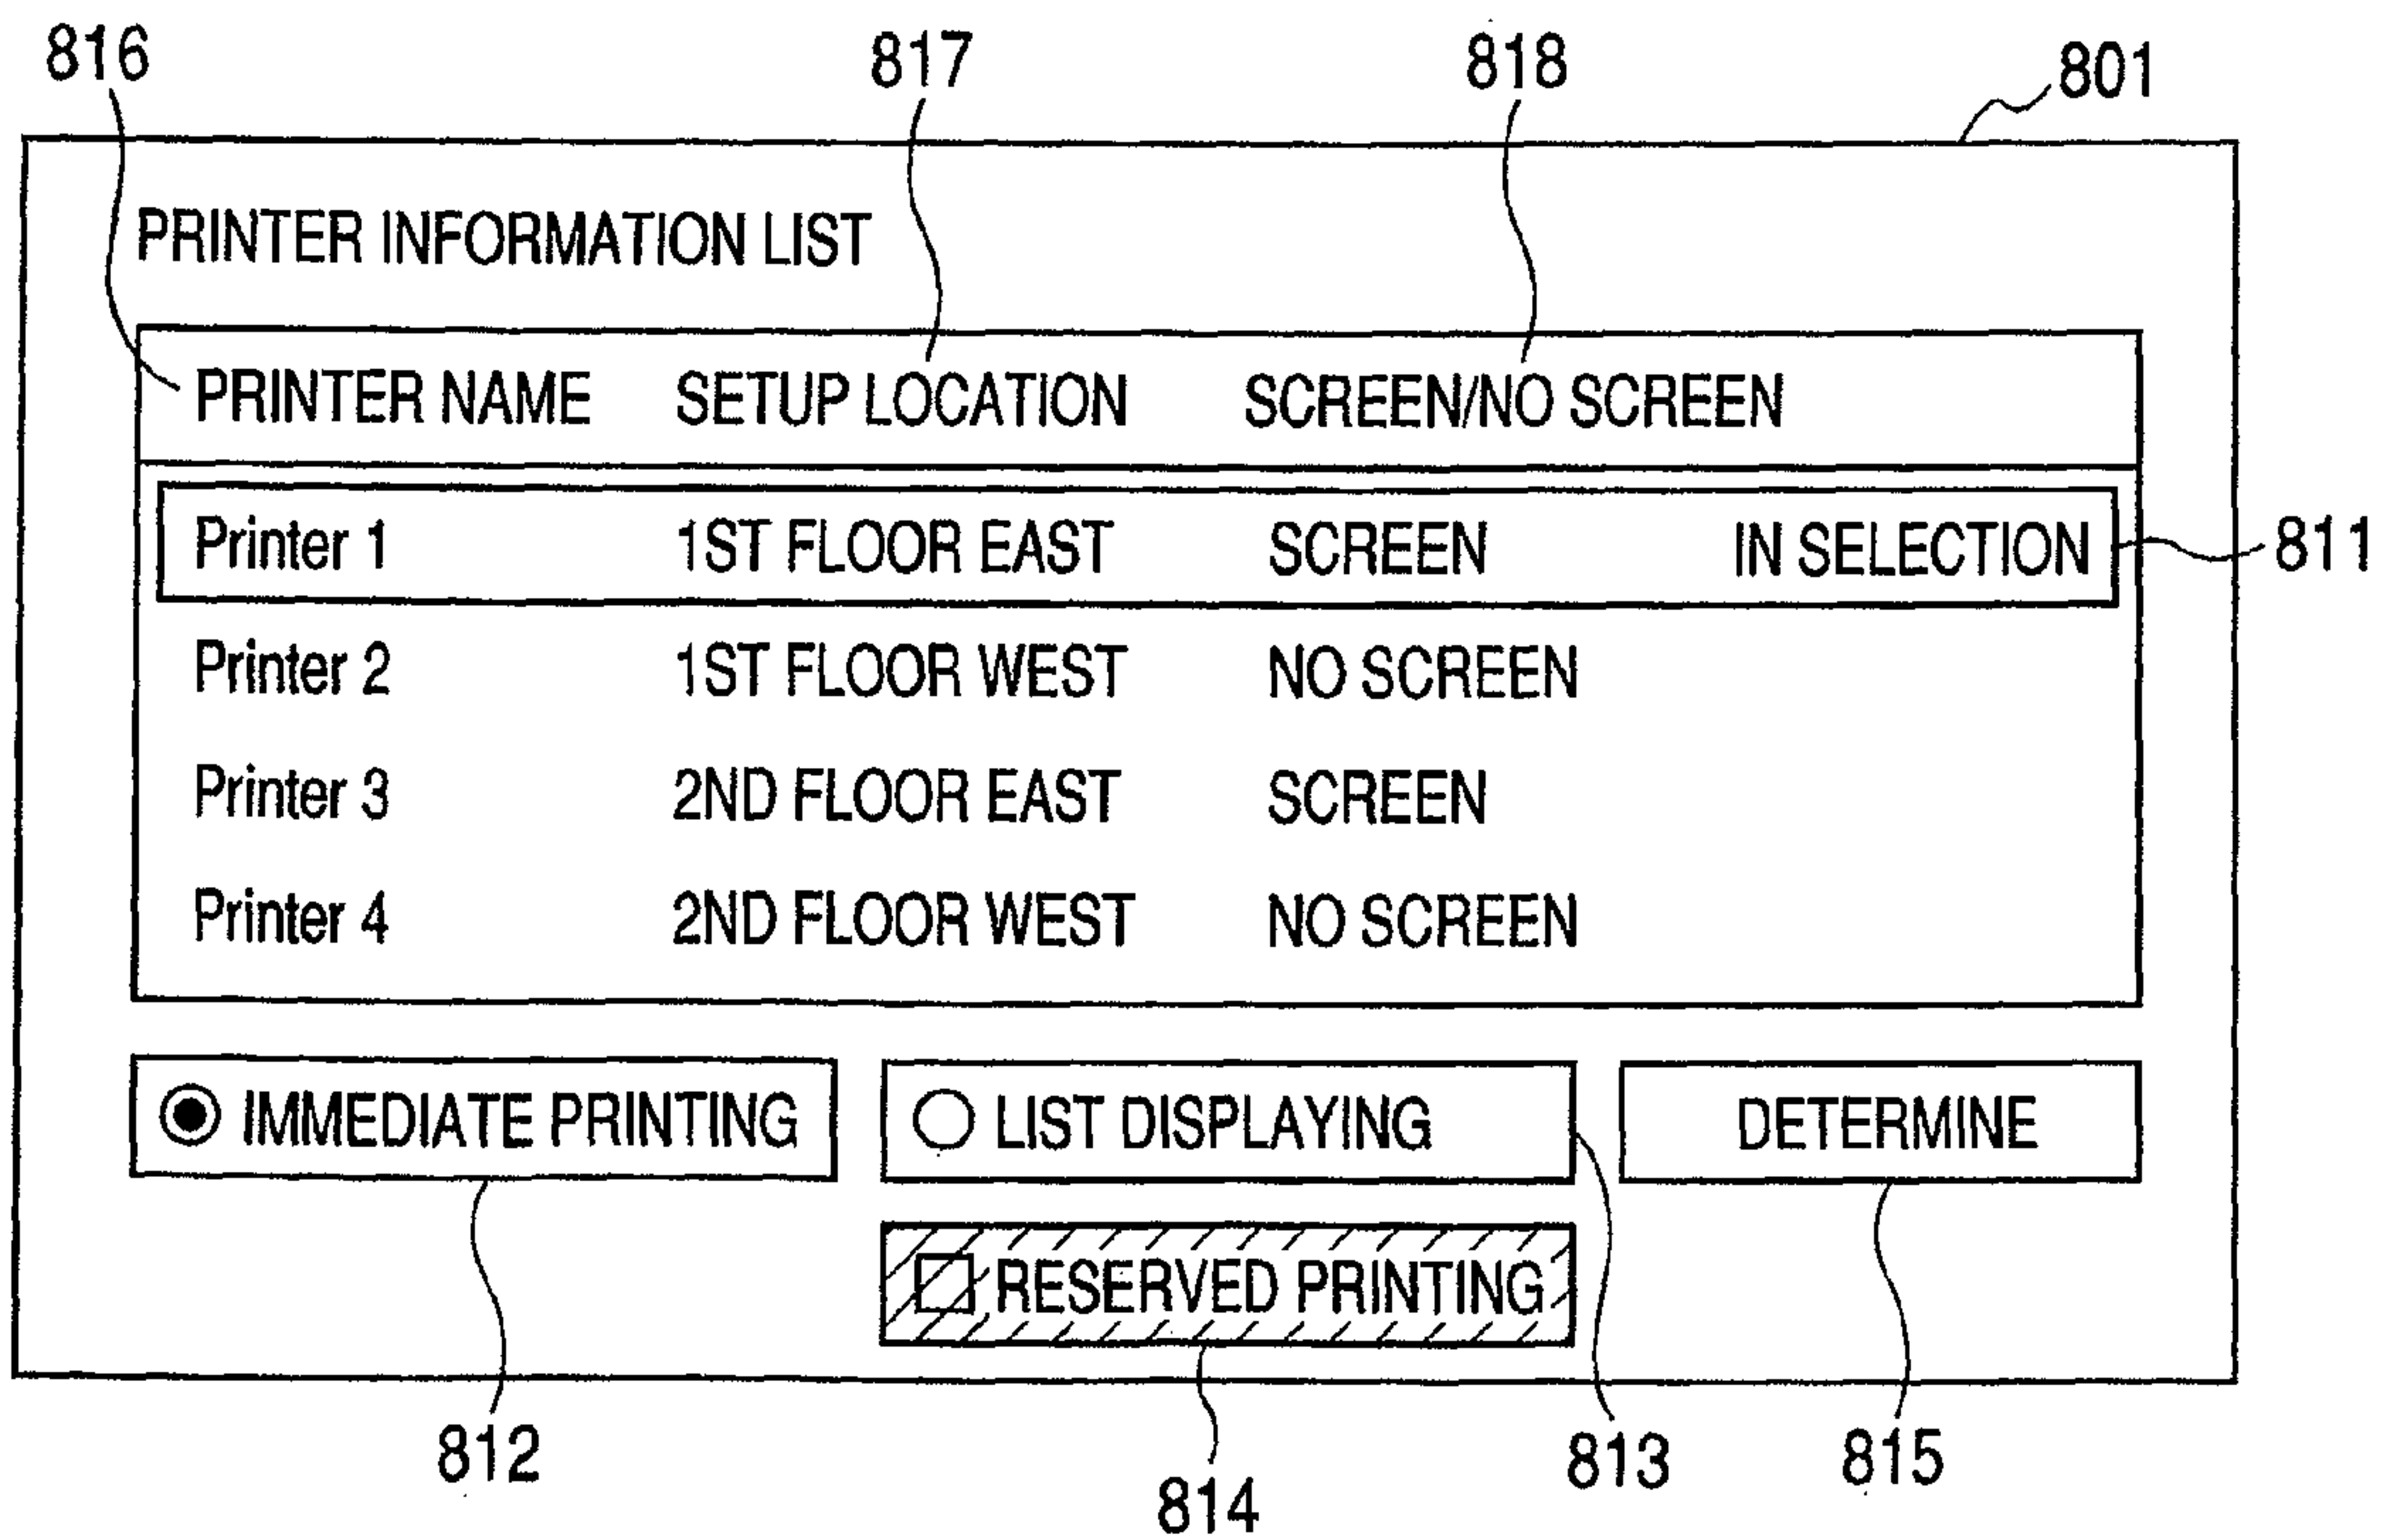 816 817 818 801
PRINTER INFORMATION LIST
PRINTER NAME SETUP LOCATION SCREEN/NO SCREEN
Printer 1 1ST FLOOR EAST SCREEN IN SELECTION 811
Printer 2 1ST FLOOR WEST NO SCREEN
Printer 3 2ND FLOOR EAST SCREEN
Printer 4 2ND FLOOR WEST NO SCREEN
IMMEDIATE PRINTING LIST DISPLAYING DETERMINE
RESERVED PRINTING
812 814 813 815